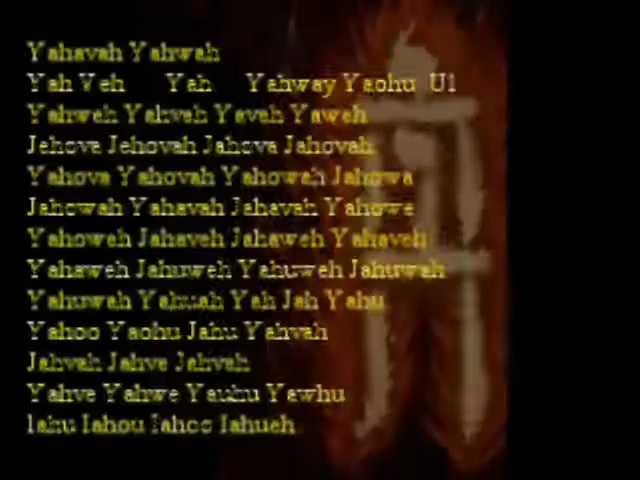 Yahavah Yahwah
Yah Veh Yah Yahway Yaohu U1
Yahweh Yahveh Yaveh Yaweh
Jehova Jehovah Jahova Jahovah
Yahova Yahovah Yahowah Jahowa
Jahowah Yahavah Jahavah Yahowe
Yahoweh Jahaveh Jahaweh Yahaveh
Yahaweh Jahuweh Yahuweh Jahuwah
Yahuwah Yahuah Yah Jah Yahu
Yahoo Yaohu Jahu Yahvah
Jahvah Jahve Jahveh
Yahve Yahwe Yauhu Yawhu
Iahu Iahou Iahoo Iahueh